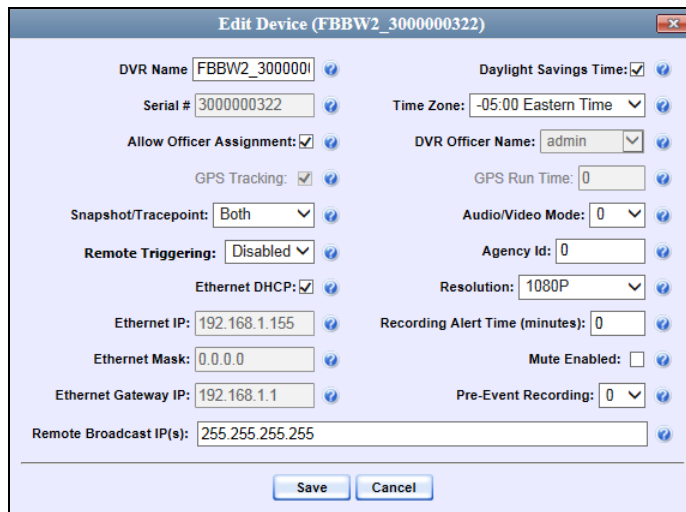 Edit Device (FBBW2_3000000322)
DVR Name FBBW2_300000( Daylight Savings Time:
Serial # 3000000322 Time Zone: -05:00 Eastern Time
Allow Officer Assignment: DVR Officer Name: admin
GPS Tracking: GPS Run Time: 0
Snapshot/Tracepoint: Both Audio/Video Mode: 0
Remote Triggering: Disabled Agency Id: 0
Ethernet DHCP: Resolution: 1080P
Ethernet IP: 192.168.1.155 Recording Alert Time (minutes): 0
Ethernet Mask: 0.0.0.0 Mute Enabled:
Ethernet Gateway IP: 192.168.1.1 Pre-Event Recording: 0
Remote Broadcast IP(s): 255.255.255.255
Save Cancel